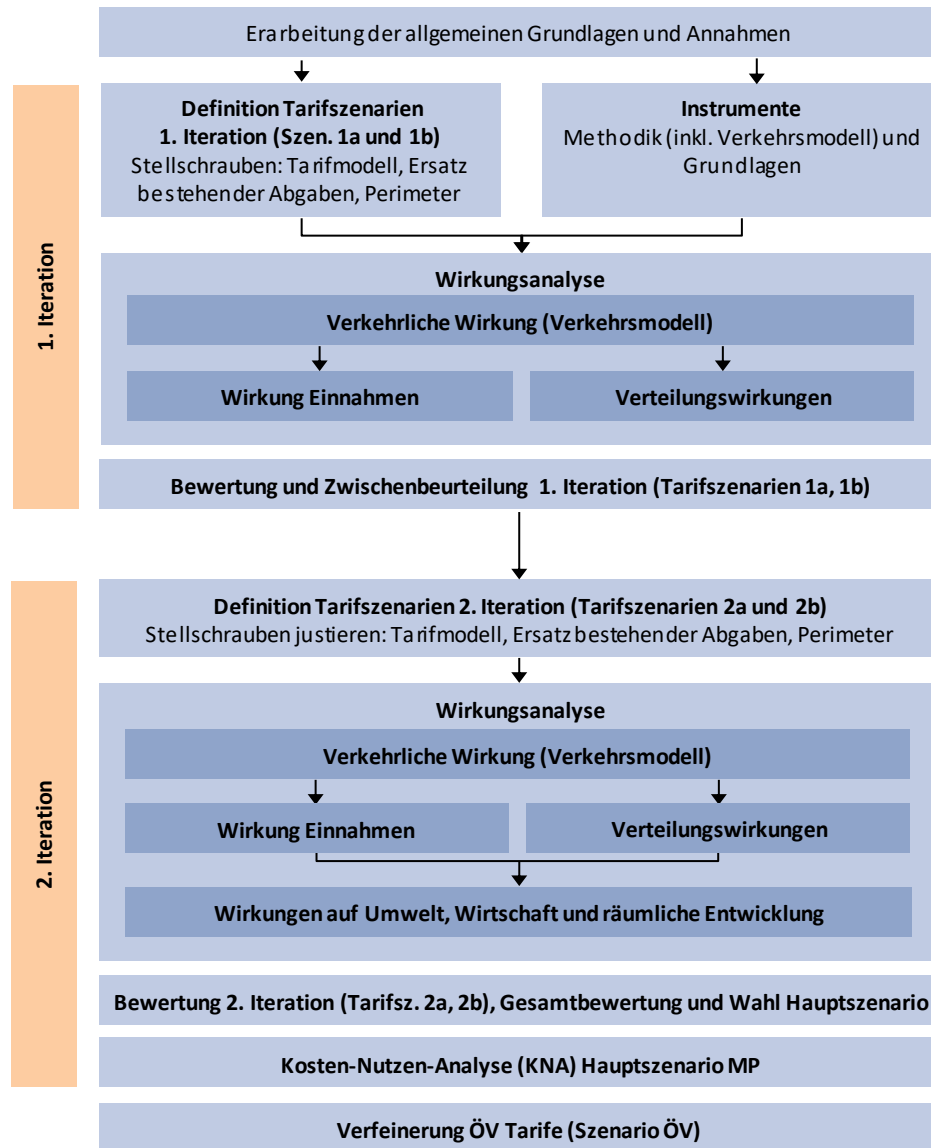 Erarbeitung der allgemeinen Grundlagen und Annahmen
1. Iteration
Definition Tarifszenarien
1. Iteration (Szen. 1a und 1b)
Stellschrauben: Tarifmodell, Ersatz
bestehender Abgaben, Perimeter
Instrumente
Methodik (inkl. Verkehrsmodell) und
Grundlagen
Wirkungsanalyse
Verkehrliche Wirkung (Verkehrsmodell)
Wirkung Einnahmen
Verteilungswirkungen
Bewertung und Zwischenbeurteilung 1. Iteration (Tarifszenarien 1a, 1b)
2. Iteration
Definition Tarifszenarien 2. Iteration (Tarifszenarien 2a und 2b)
Stellschrauben justieren: Tarifmodell, Ersatz bestehender Abgaben, Perimeter
Wirkungsanalyse
Verkehrliche Wirkung (Verkehrsmodell)
Wirkung Einnahmen
Verteilungswirkungen
Wirkungen auf Umwelt, Wirtschaft und räumliche Entwicklung
Bewertung 2. Iteration (Tarifsz. 2a, 2b), Gesamtbewertung und Wahl Hauptszenario
Kosten-Nutzen-Analyse (KNA) Hauptszenario MP
Verfeinerung ÖV Tarife (Szenario ÖV)